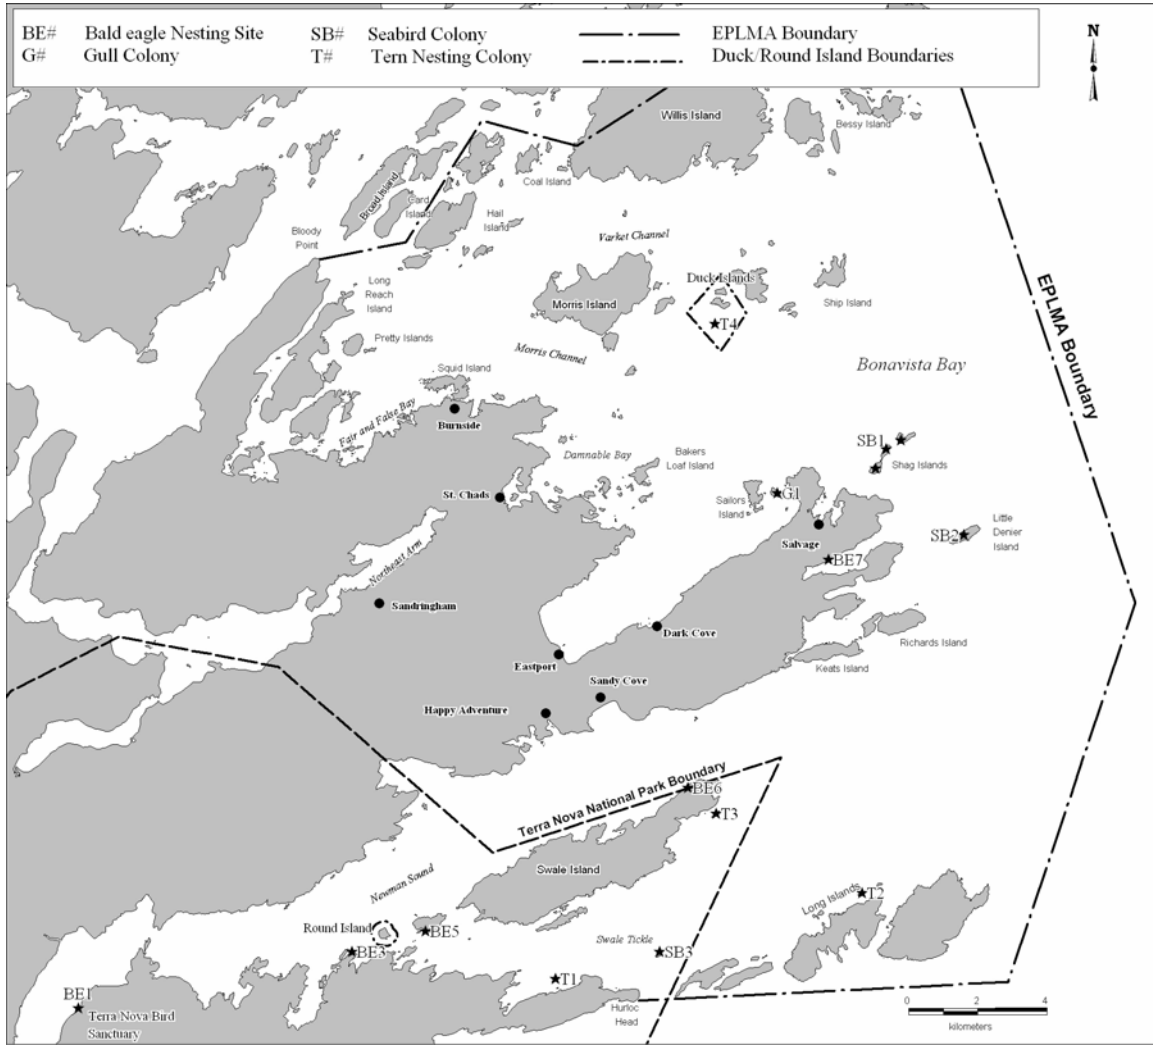 BE# Bald eagle Nesting Site SB# Seabird Colony EPLMA Boundary
G# Gull Colony T# Tern Nesting Colony Duck/Round Island Boundaries
N
Willis Island
Bessy Island
Coal Island
Broad Island
Card
Island
Hail
Island
Bloody
Point
Varket Channel
Long
Reach
Island
Duck Islands
Ship Island
Morris Island
T4
EPLMA Boundary
Pretty Islands
Morris Channel
Bonavista Bay
Squid Island
Fair and False Bay
Burnside
SB1
Shag Islands
Damnable Bay
Bakers
Loaf Island
St. Chads
Sailors
Island
G1
Salvage
SB2
Little
Denier
Island
BE7
Northeast Arm
Sandringham
Dark Cove
Richards Island
Keats Island
Eastport
Sandy Cove
Happy Adventure
Terra Nova National Park Boundary
BE6
T3
Swale Island
Newman Sound
Long Islands
T2
Round Island
BE5
BE3
Swale Tickle
SB3
T1
BE1
Terra Nova Bird
Sanctuary
Hurloc
Head
0 2 4
kilometers